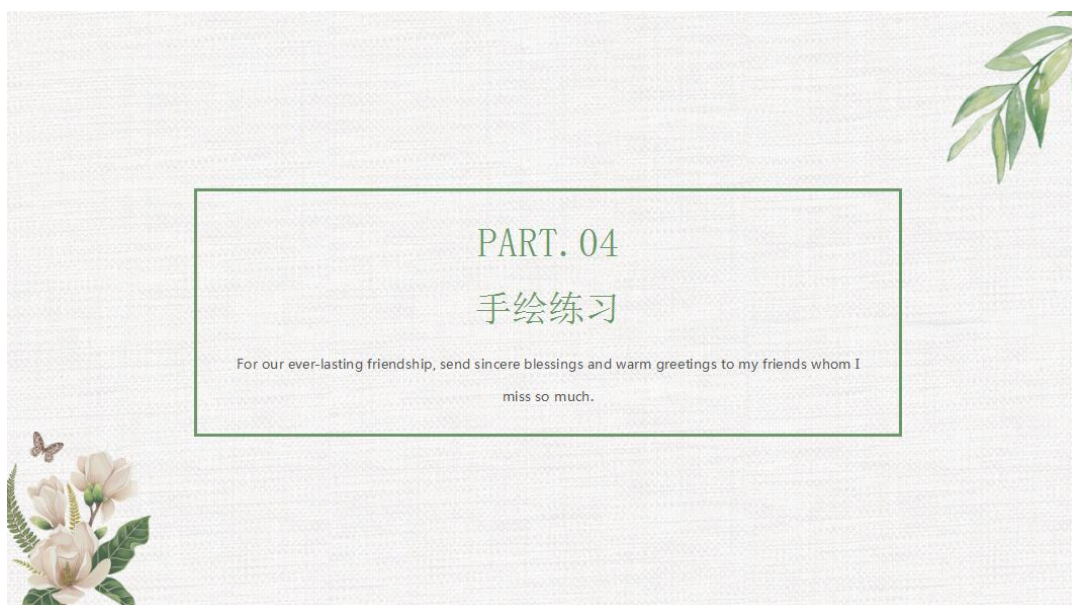 PART.04
手绘练习
For our ever-lasting friendship, send sincere blessings and warm greetings to my friends whom I
miss so much.